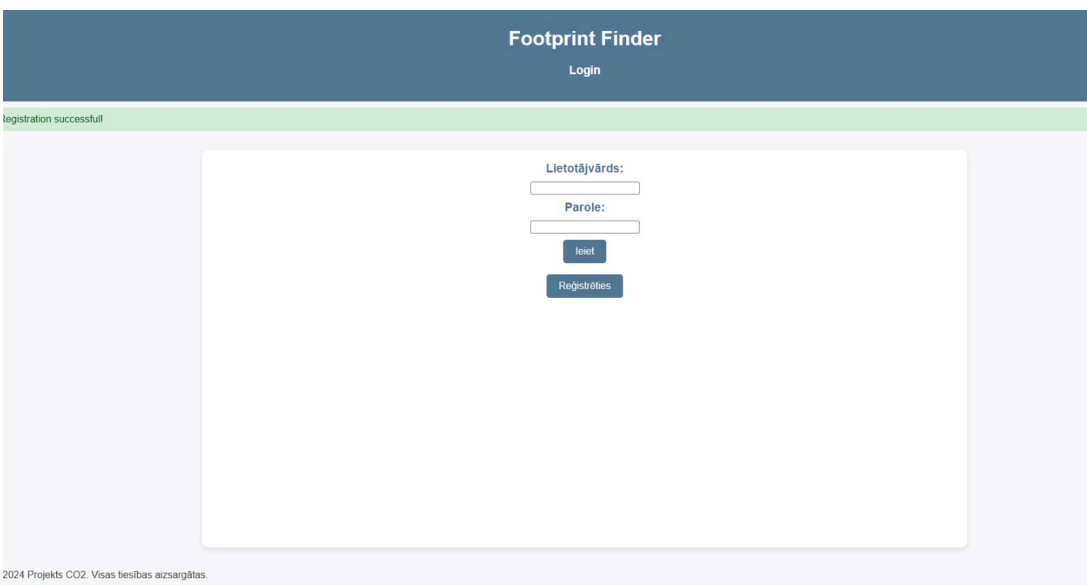 Footprint Finder
Login
Registration successful!
Lietotājvārds:
Parole:
Ieiet
Reģistrēties
2024 Projekts CO2. Visas tiesības aizsargātas.